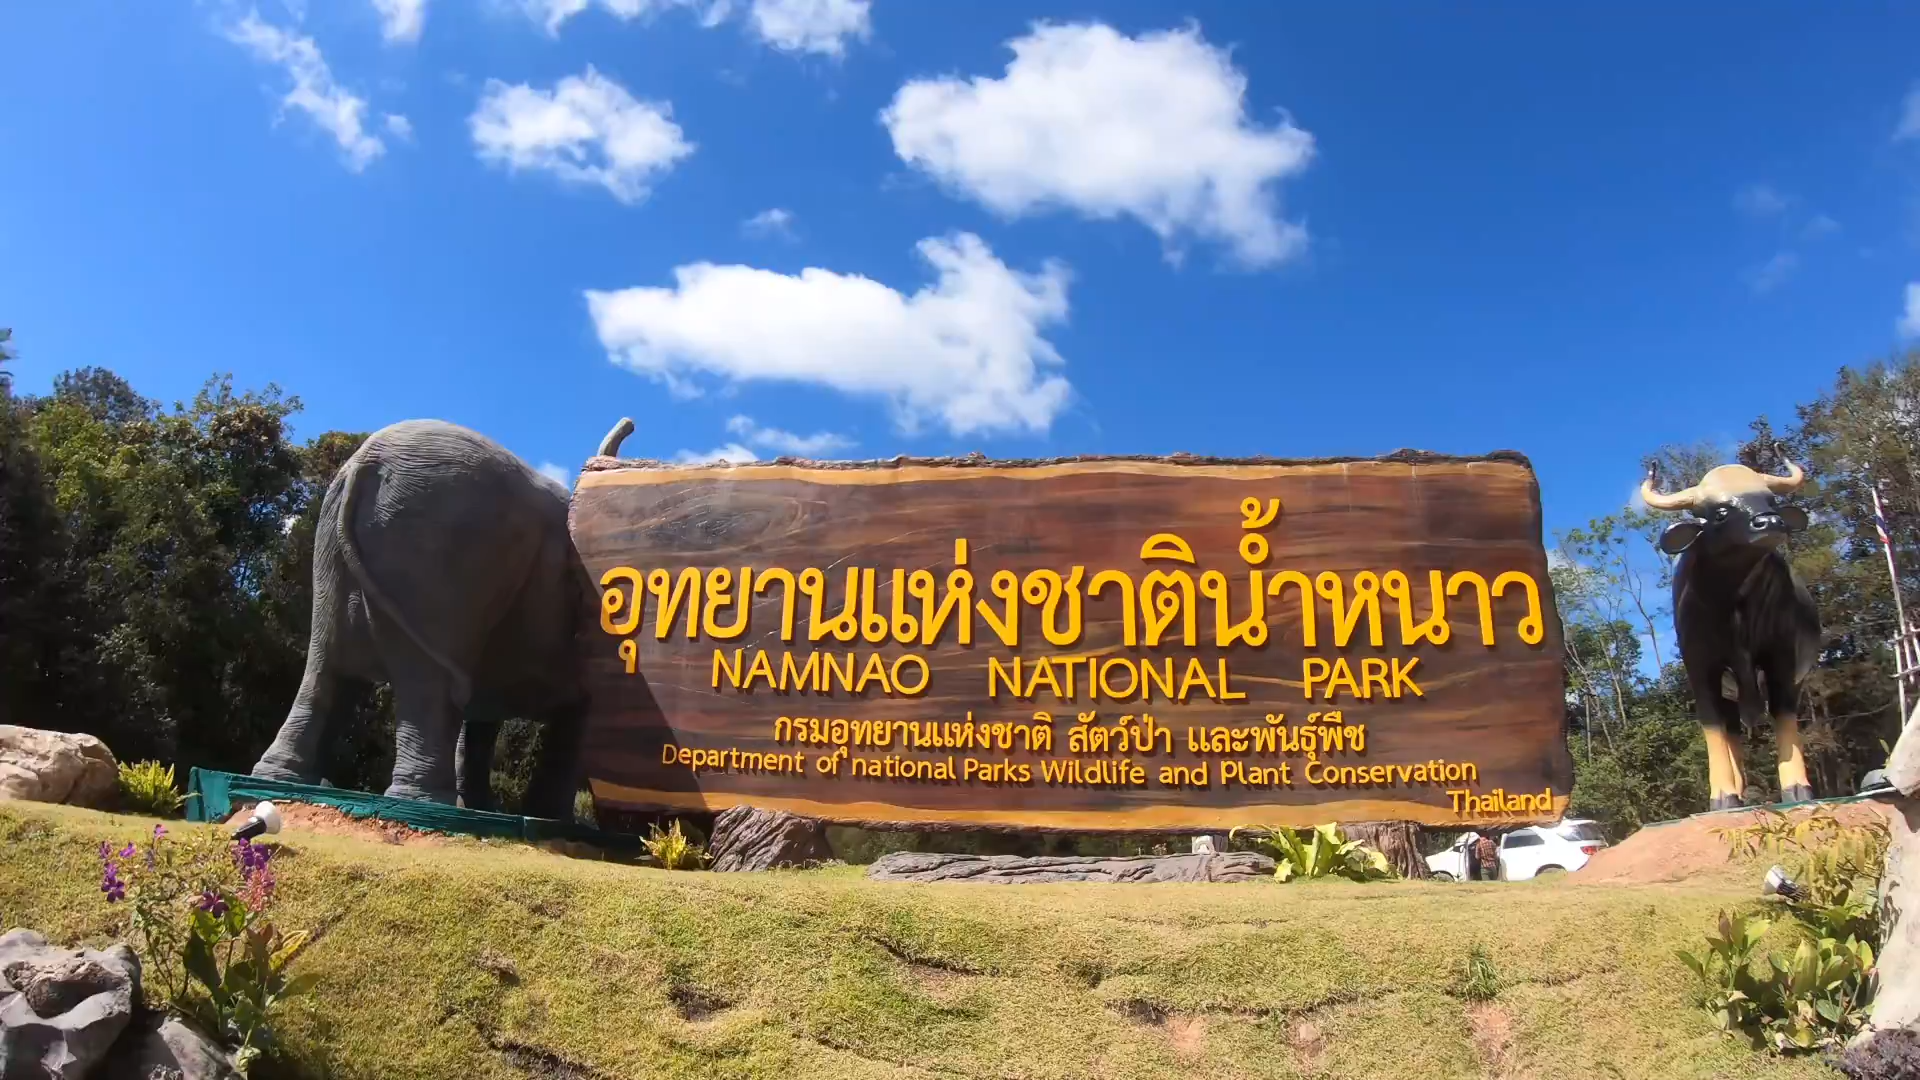 อุทยานแห่งชาติน้ำหนาว
NAMNAO NATIONAL PARK
กรมอุทยานแห่งชาติ สัตว์ป่า และพันธุ์พืช
Department of national Parks Wildlife and Plant Conservation
Thailand